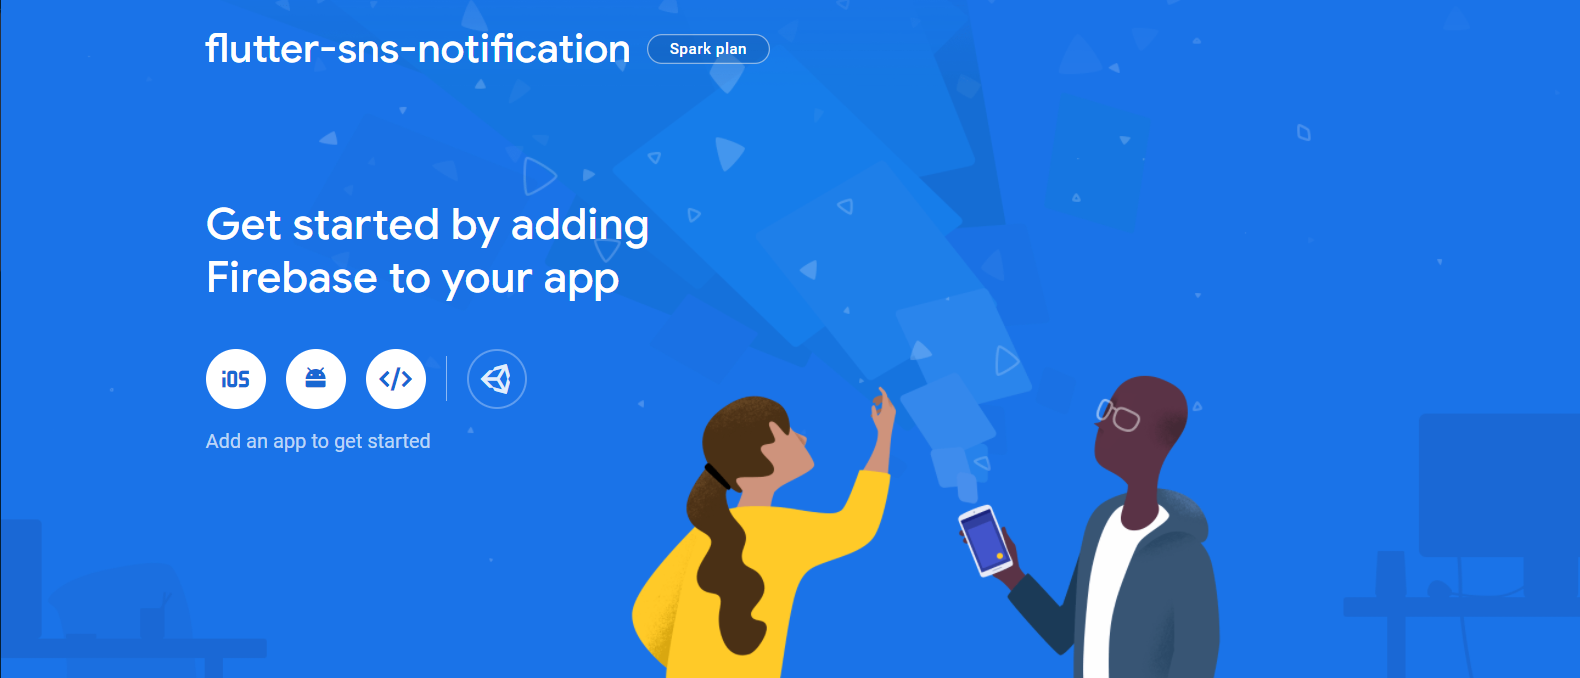 flutter-sns-notification Spark plan
Get started by adding
Firebase to your app
iOS </>
Add an app to get started